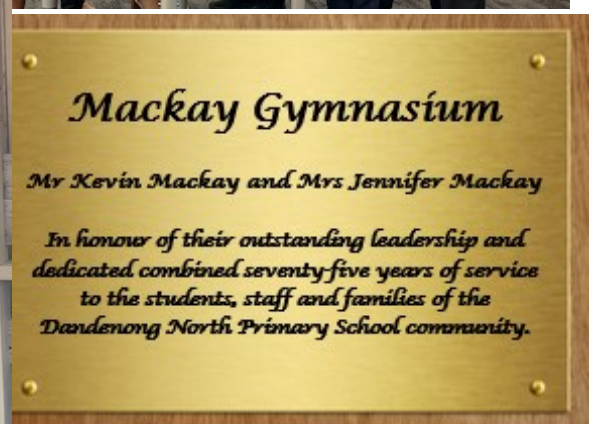 Mackay Gymnasium
Mr Kevin Mackay and Mrs Jennifer Mackay
In honour of their outstanding leadership and
dedicated combined seventy-five years of service
to the students, staff and families of the
Dandenong North Primary School community.